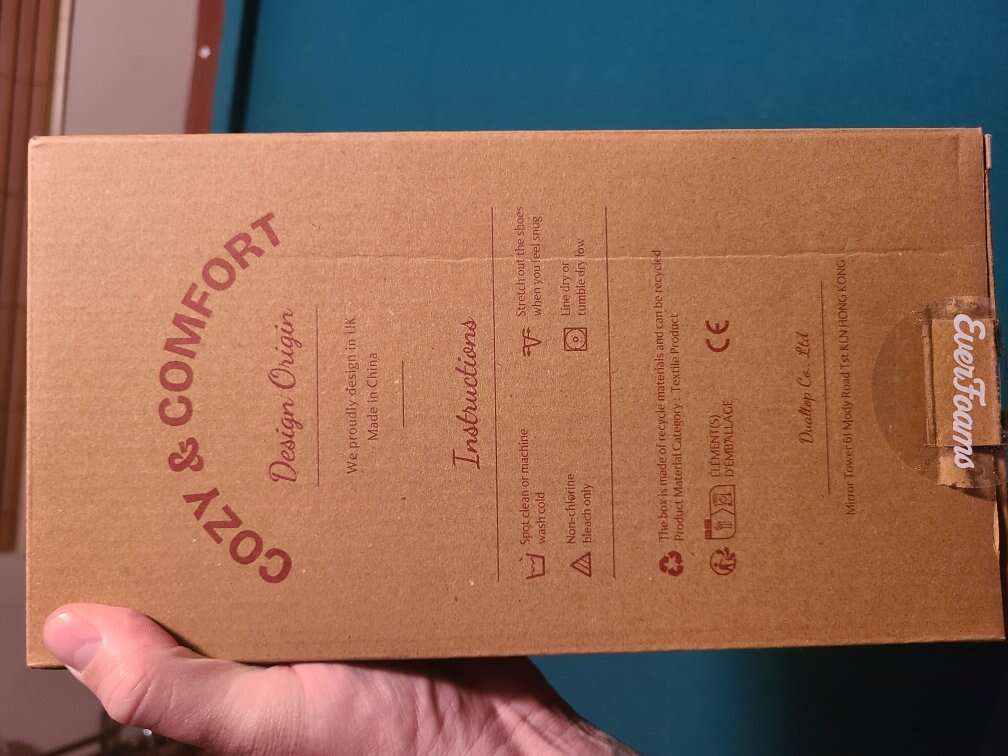 COZY & COMFORT
Design Origin
We proudly design in UK
Made in China
Instructions
Spot clean or machine
wash cold
Stretch out the shoes
when you feel snug
Non-chlorine
bleach only
Line dry or
tumble dry low
The box is made of recycle materials and can be recycled
Product Material Category : Textile Product
ÉLÉMENT(S)
D'EMBALLAGE
CE
Duallop Co., Ltd
Mirror Tower 61 Mody Road Tst KLN HONG KONG
EverFoams